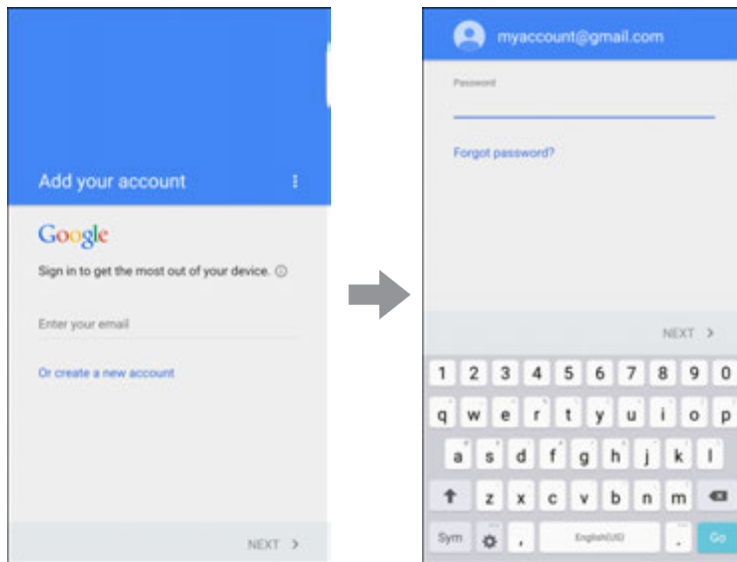 Add your account
Google
Sign in to get the most out of your device.
Enter your email
Or create a new account
NEXT >
myaccount@gmail.com
Password
Forgot password?
NEXT >
1 2 3 4 5 6 7 8 9 0
q w e r t y u i o p
a s d f g h j k l
z x c v b n m
Sym , English(US) . Go